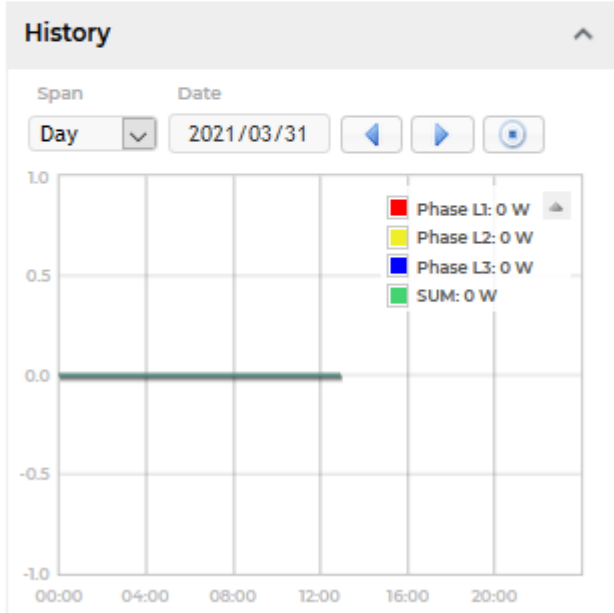 History
Span Date
Day 2021/03/31
1.0
Phase L1: 0 W
Phase L2: 0 W
0.5
Phase L3: 0 W
SUM: 0 W
0.0
-0.5
-1.0
00:00 04:00 08:00 12:00 16:00 20:00